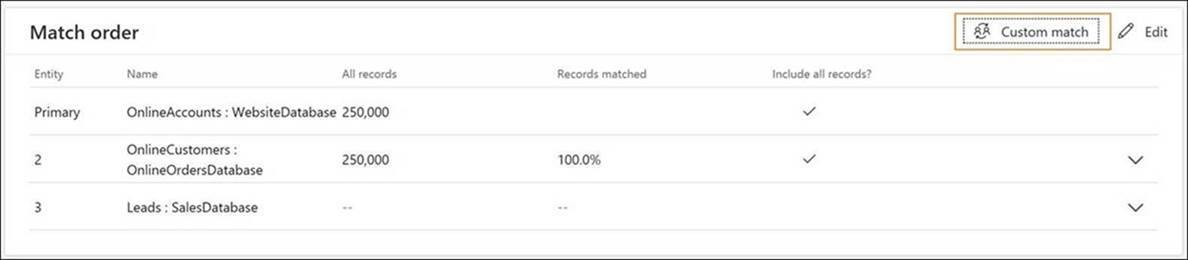 Match order
Custom match
Edit
Entity Name All records Records matched Include all records?
Primary OnlineAccounts : WebsiteDatabase 250,000
OnlineCustomers :
2 250,000 100.0%
OnlineOrdersDatabase
3 Leads : SalesDatabase -- --